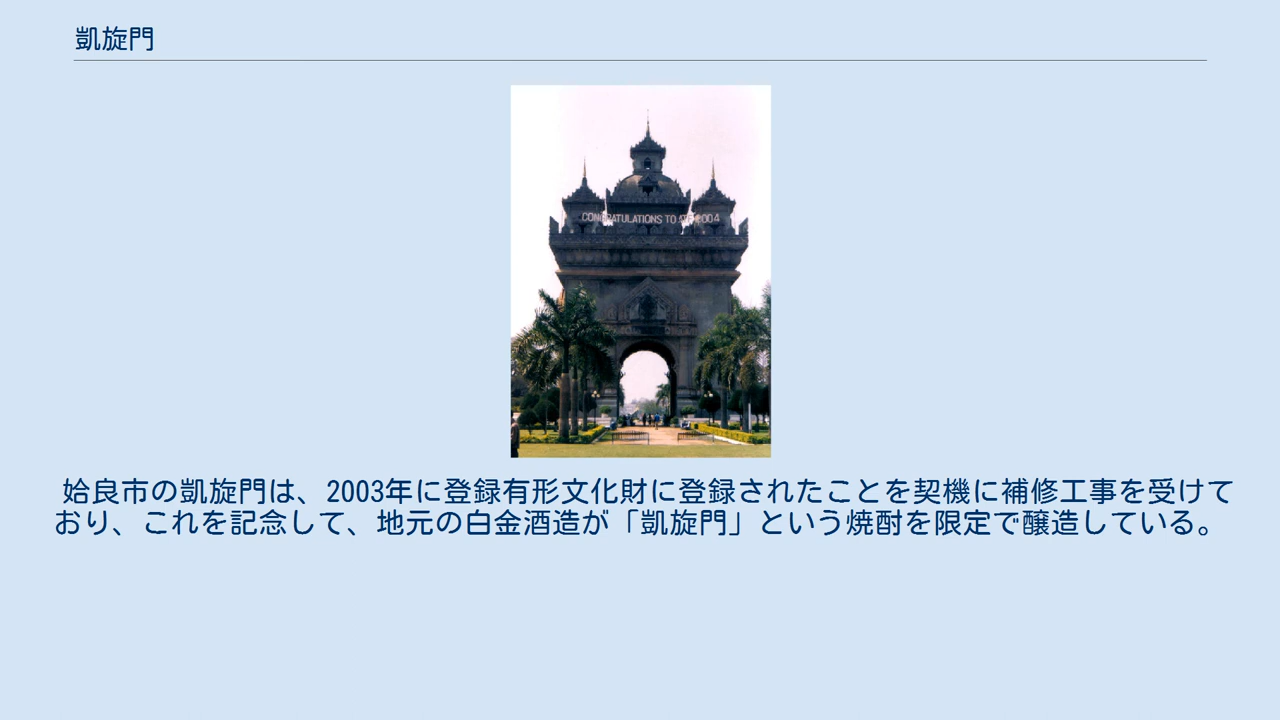 凱旋門
CONGRATULATIONS TO 2004
姶良市の凱旋門は、2003年に登録有形文化財に登録されたことを契機に補修工事を受けて
おり、これを記念して、地元の白金酒造が「凱旋門」という焼酎を限定で醸造している。